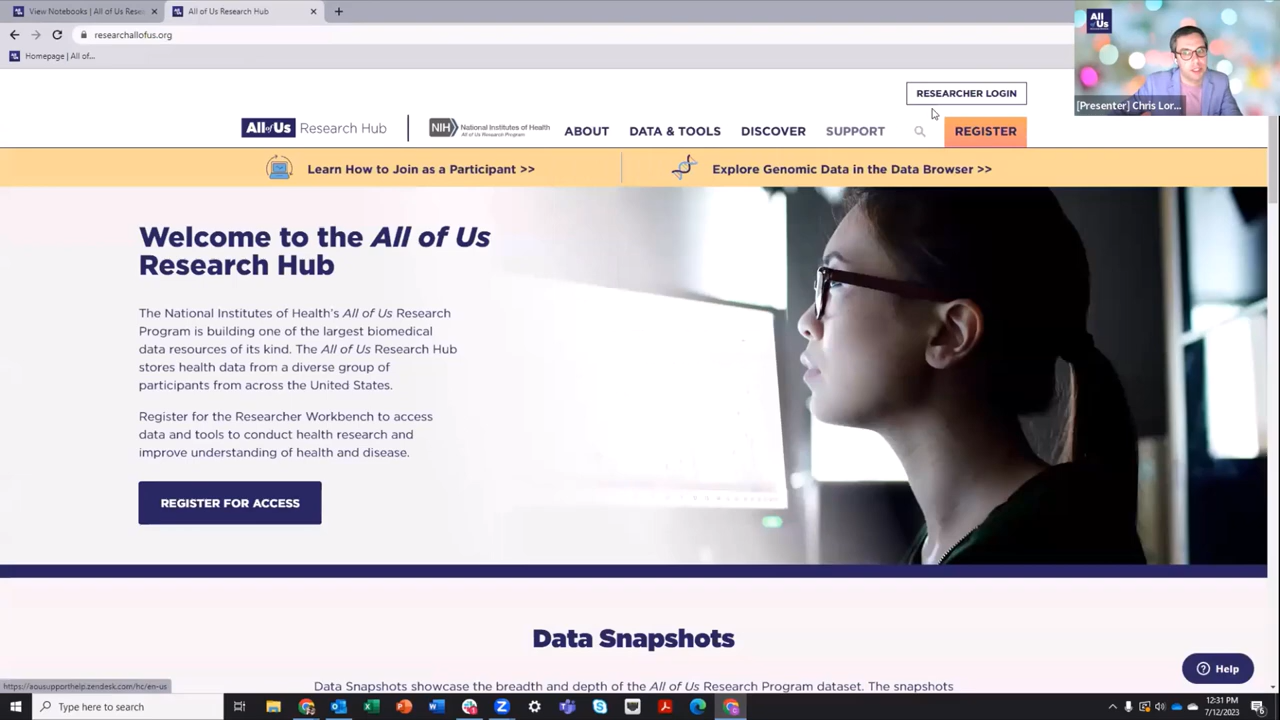 View Notebooks | All of Us Rese
All of Us Research Hub
researchallofus.org
Homepage | All of...
All of Us
[Presenter] Chris Lor...
RESEARCHER LOGIN
All of Us Research Hub
NIH National Institutes of Health
All of Us Research Program
ABOUT
DATA & TOOLS
DISCOVER
SUPPORT
REGISTER
Learn How to Join as a Participant >>
Explore Genomic Data in the Data Browser >>
Welcome to the All of Us
Research Hub
The National Institutes of Health's All of Us Research
Program is building one of the largest biomedical
data resources of its kind. The All of Us Research Hub
stores health data from a diverse group of
participants from across the United States.
Register for the Researcher Workbench to access
data and tools to conduct health research and
improve understanding of health and disease.
REGISTER FOR ACCESS
Data Snapshots
Data Snapshots showcase the breadth and depth of the All of Us Research Program dataset. The snapshots
Help
https://aousupporthelp.zendesk.com/hc/en-us
Type here to search
12:31 PM
7/12/2023